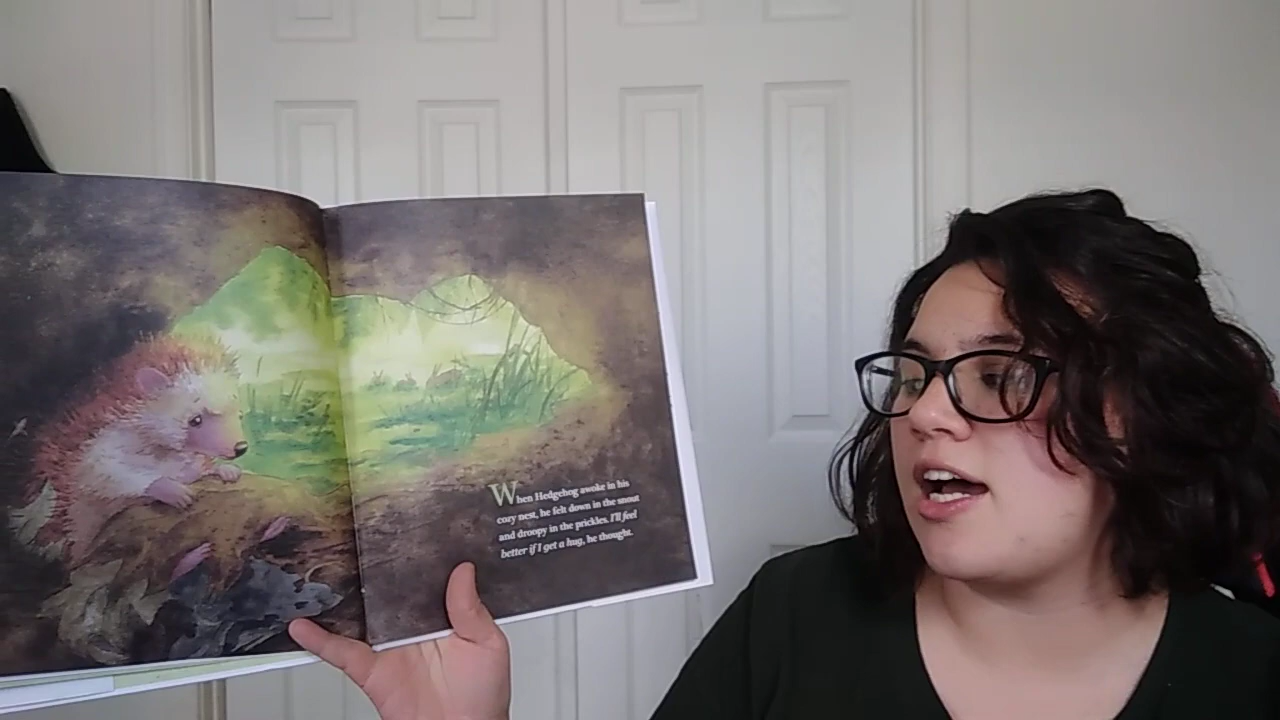 When Hedgehog awoke in his
cozy nest, he felt down in the snout
and droopy in the prickles. I'll feel
better if I get a hug, he thought.